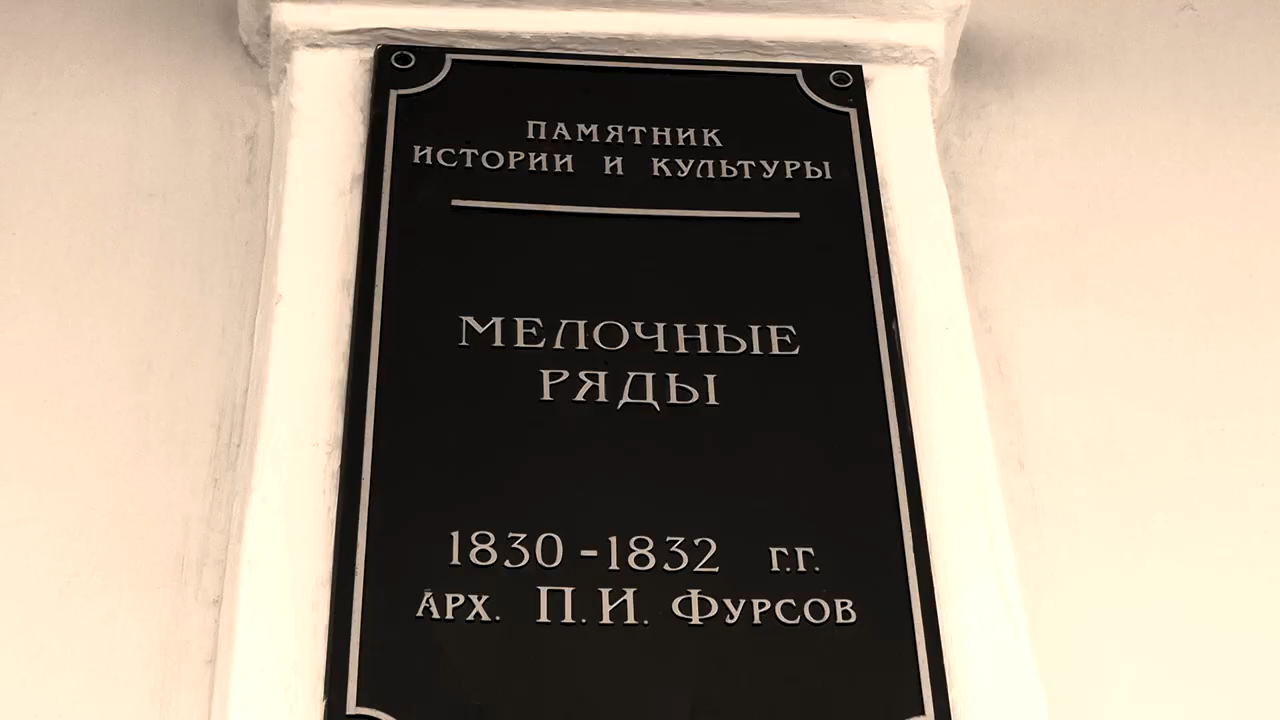 ПАМЯТНИК
ИСТОРИИ И КУЛЬТУРЫ
МЕЛОЧНЫЕ
РЯДЫ
1830-1832 г.г.
АРХ. П.И. ФУРСОВ